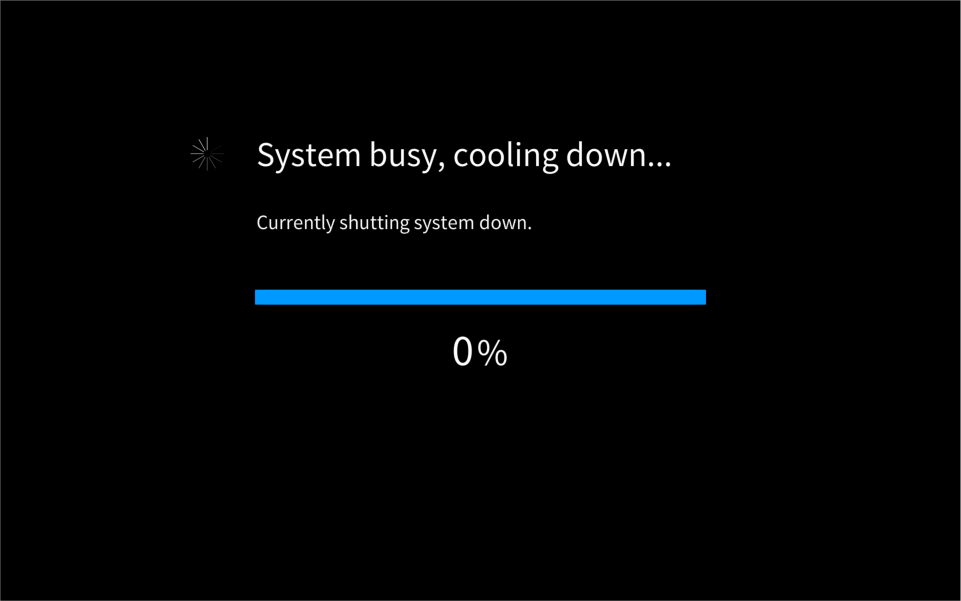 System busy, cooling down...
Currently shutting system down.
0%